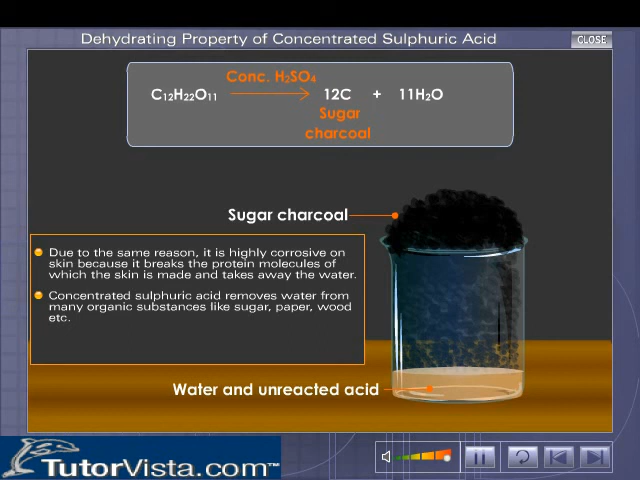 Dehydrating Property of Concentrated Sulphuric Acid
CLOSE
Conc. H₂SO₄
C₁₂H₂₂O₁₁ → 12C + 11H₂O
Sugar
charcoal
Sugar charcoal
Due to the same reason, it is highly corrosive on
skin because it breaks the protein molecules of
which the skin is made and takes away the water.
Concentrated sulphuric acid removes water from
many organic substances like sugar, paper, wood
etc.
Water and unreacted acid
TutorVista.com™